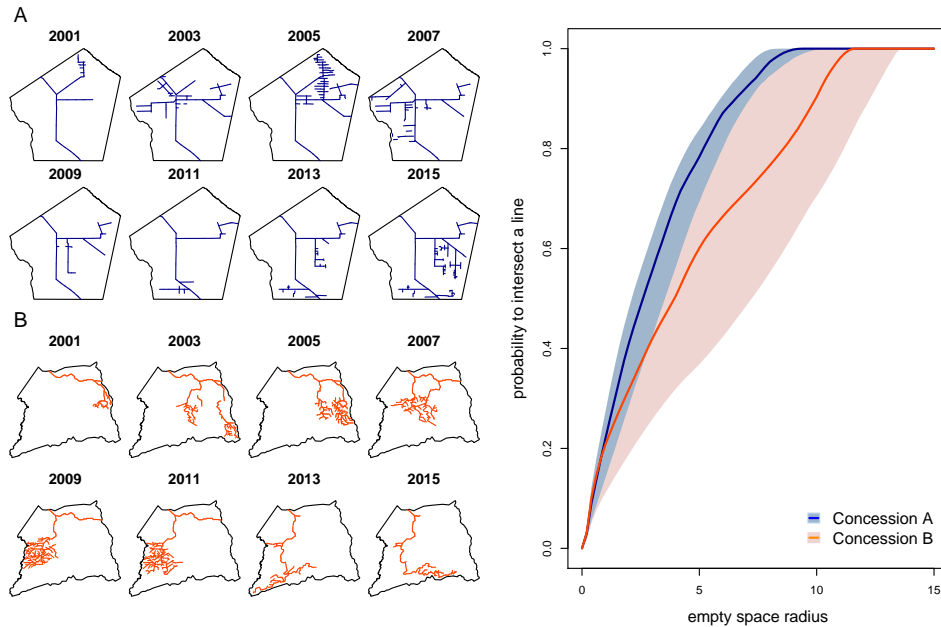 A
2001 2003 2005 2007
2009 2011 2013 2015
B
2001 2003 2005 2007
2009 2011 2013 2015
probability to intersect a line
1.0
0.8
0.6
0.4
0.2
0.0
Concession A
Concession B
0 5 10 15
empty space radius